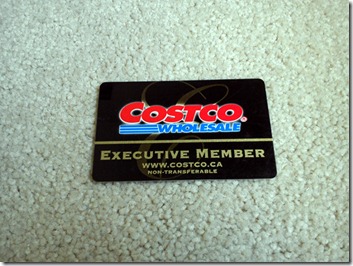 COSTCO
WHOLESALE
EXECUTIVE MEMBER
WWW.COSTCO.CA
NON-TRANSFERABLE